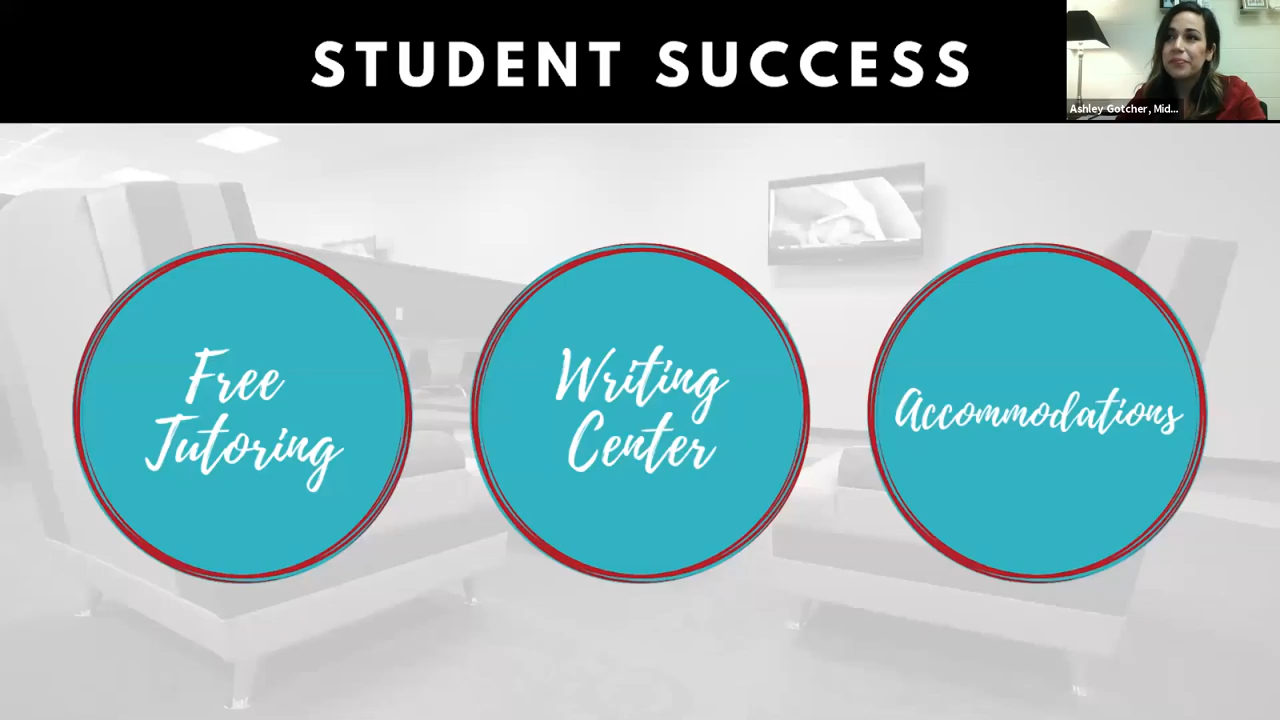 STUDENT SUCCESS
Ashley Gotcher, Mid...
Free
Tutoring
Writing
Center
Accommodations